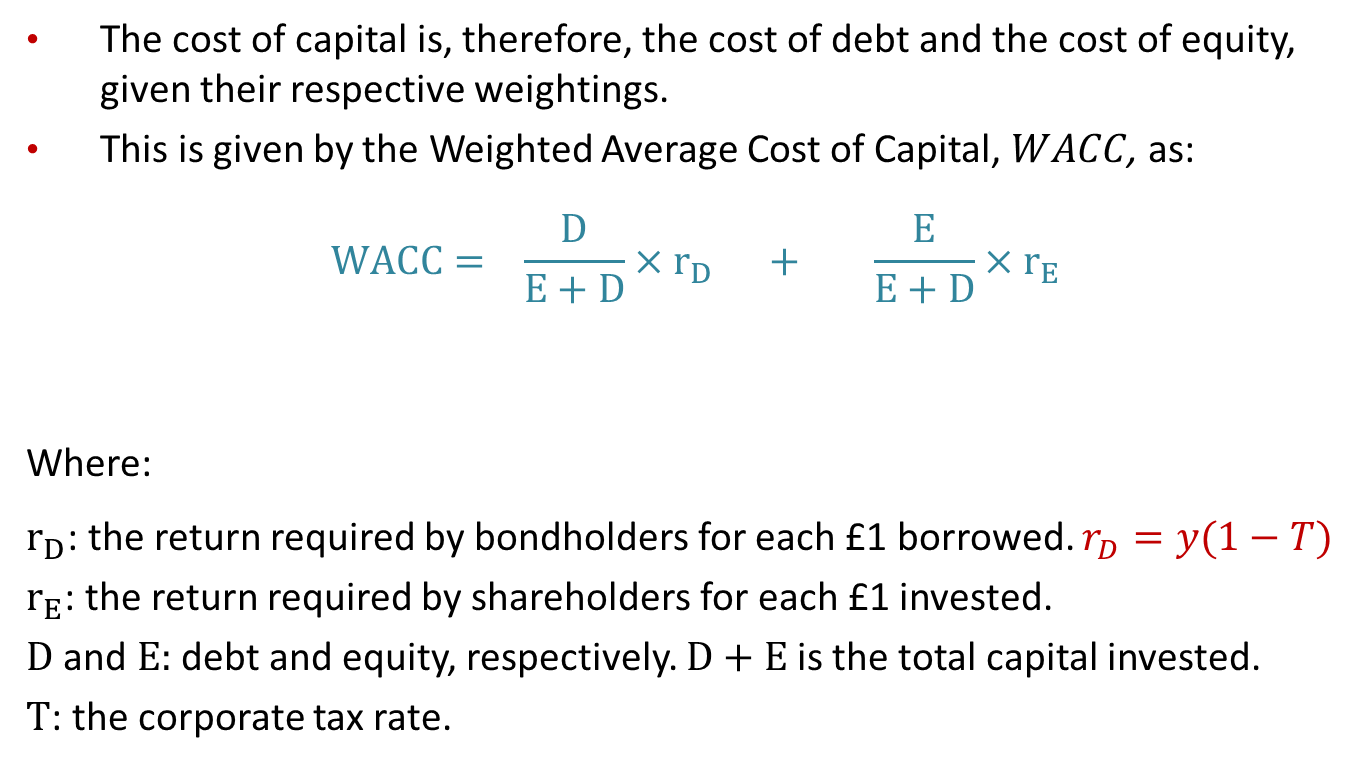 • The cost of capital is, therefore, the cost of debt and the cost of equity,
given their respective weightings.
• This is given by the Weighted Average Cost of Capital, WACC, as:
WACC = D/(E + D) × r_D + E/(E + D) × r_E
Where:
r_D: the return required by bondholders for each £1 borrowed. r_D = y(1 − T)
r_E: the return required by shareholders for each £1 invested.
D and E: debt and equity, respectively. D + E is the total capital invested.
T: the corporate tax rate.